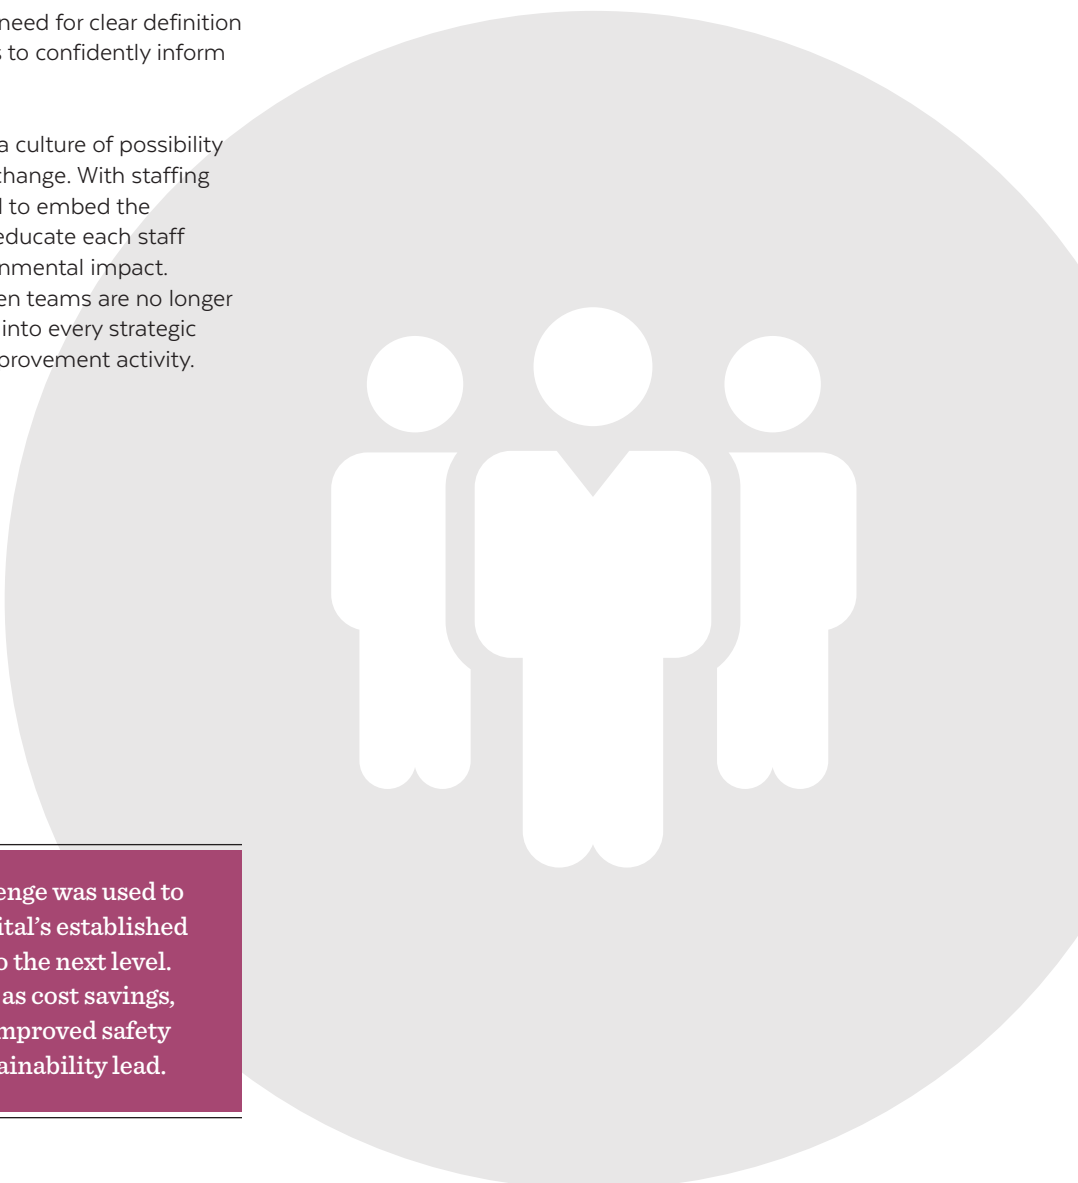 need for clear definition
to confidently inform
a culture of possibility
change. With staffing
to embed the
educate each staff
nmental impact.
en teams are no longer
into every strategic
provement activity.
enge was used to
ital’s established
o the next level.
as cost savings,
mproved safety
ainability lead.